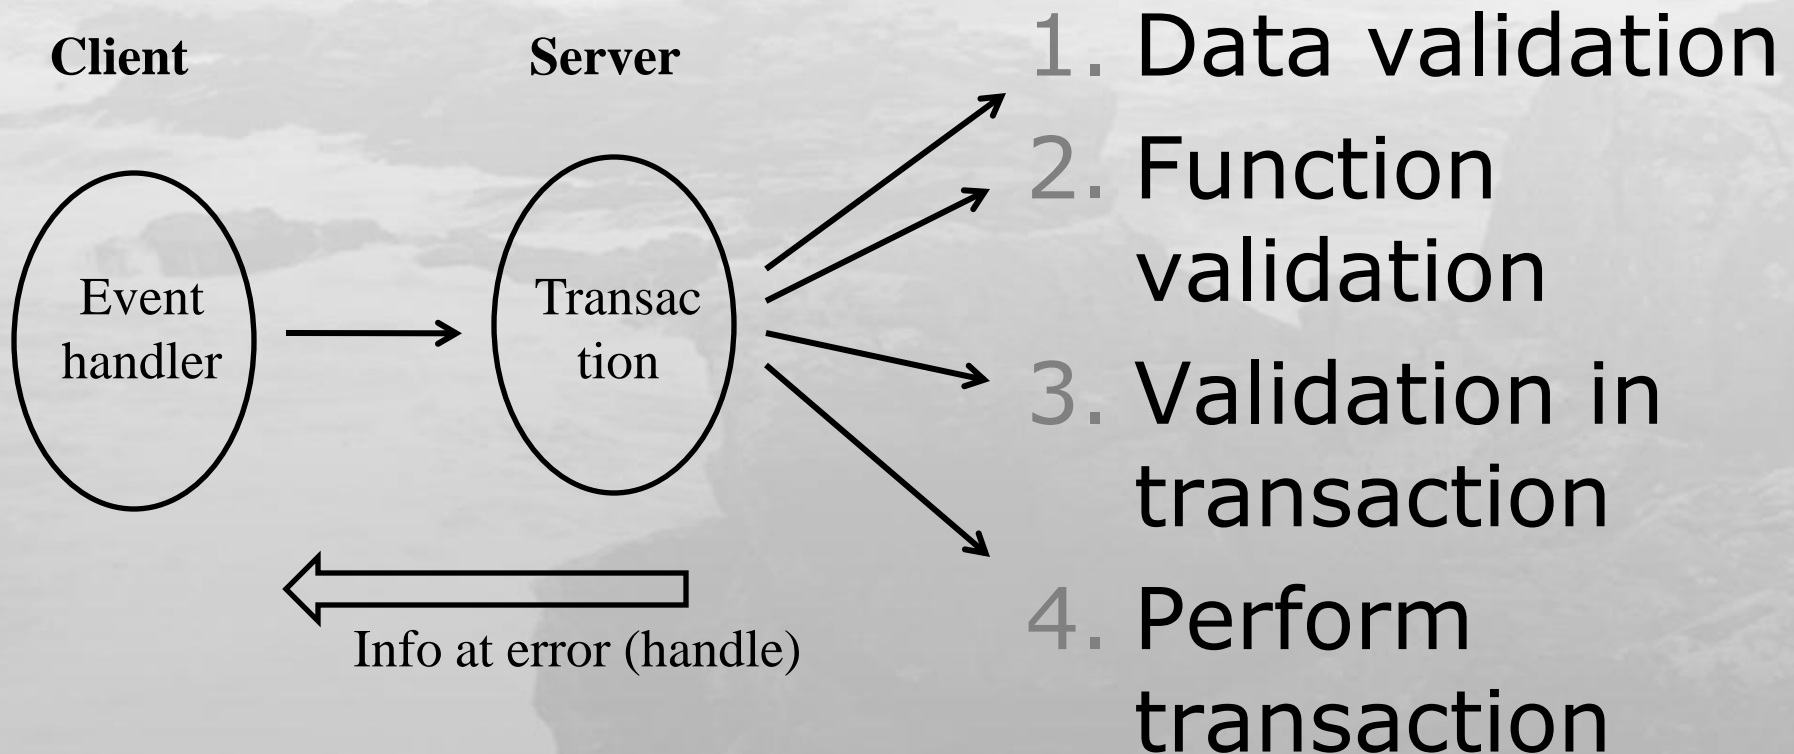 Client
Server
Event
handler
Transac
tion
Info at error (handle)
1. Data validation
2. Function
validation
3. Validation in
transaction
4. Perform
transaction